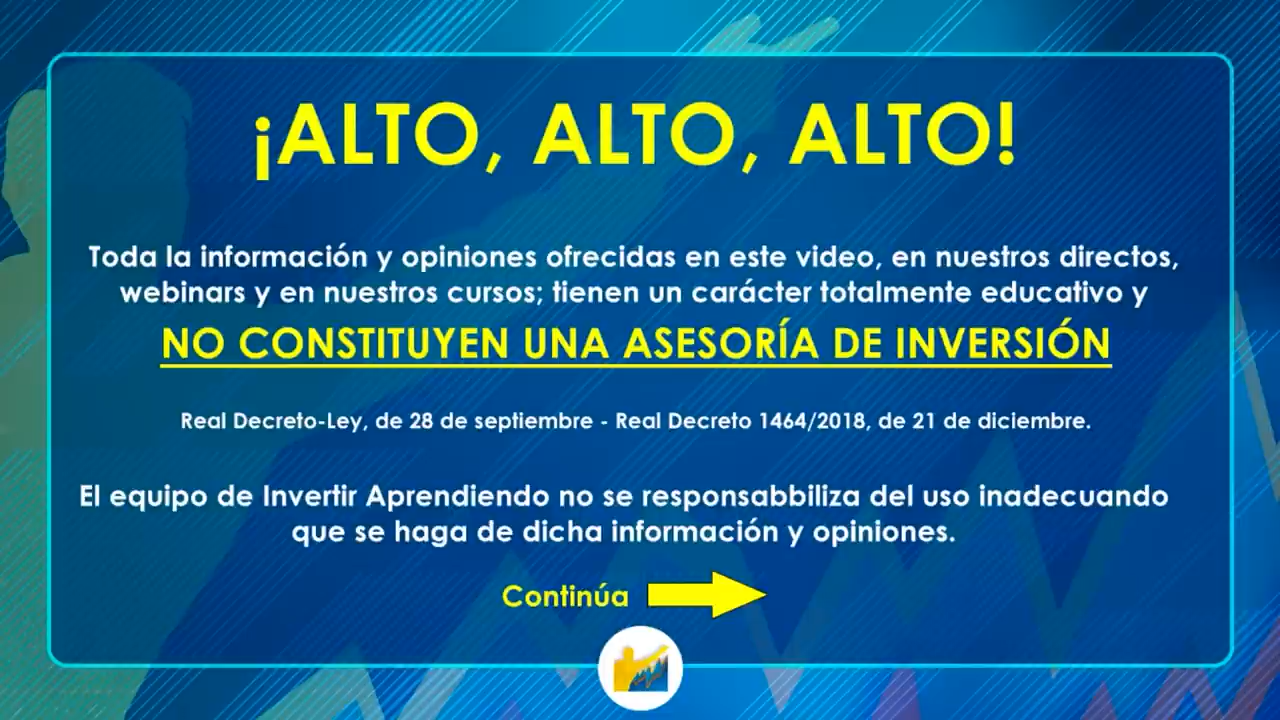 ¡ALTO, ALTO, ALTO!
Toda la información y opiniones ofrecidas en este video, en nuestros directos,
webinars y en nuestros cursos; tienen un carácter totalmente educativo y
NO CONSTITUYEN UNA ASESORÍA DE INVERSIÓN
Real Decreto-Ley, de 28 de septiembre - Real Decreto 1464/2018, de 21 de diciembre.
El equipo de Invertir Aprendiendo no se responsabbiliza del uso inadecuando
que se haga de dicha información y opiniones.
Continúa